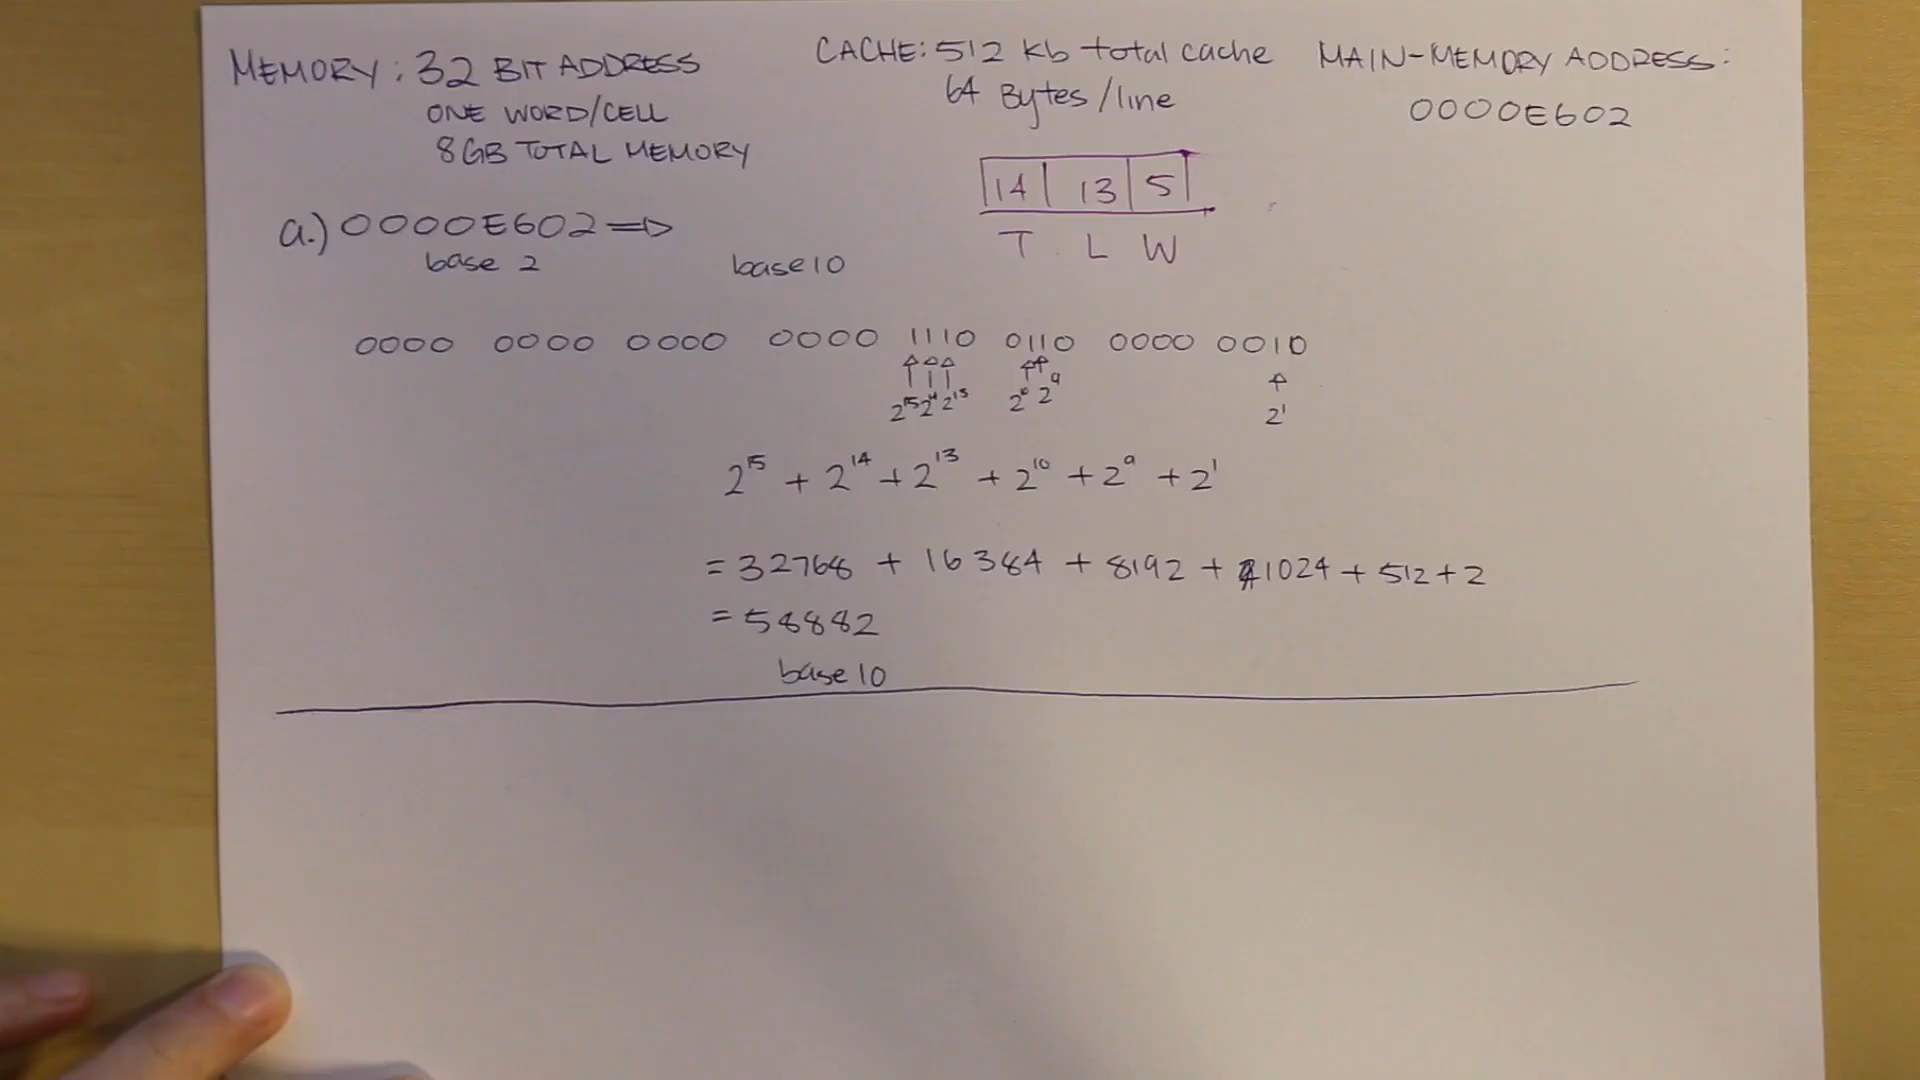 MEMORY: 32 BIT ADDRESS
ONE WORD/CELL
8GB TOTAL MEMORY
CACHE: 512 Kb total cache
64 Bytes/line
MAIN-MEMORY ADDRESS:
0000E602
14 13 5
T L W
a.) 0000E602 ⇒
base 2 base 10
0000 0000 0000 0000 1110 0110 0000 0010
2^15 2^14 2^13 2^10 2^9 2^1
2^15 + 2^14 + 2^13 + 2^10 + 2^9 + 2^1
= 32768 + 16384 + 8192 + 1024 + 512 + 2
= 58882
base 10